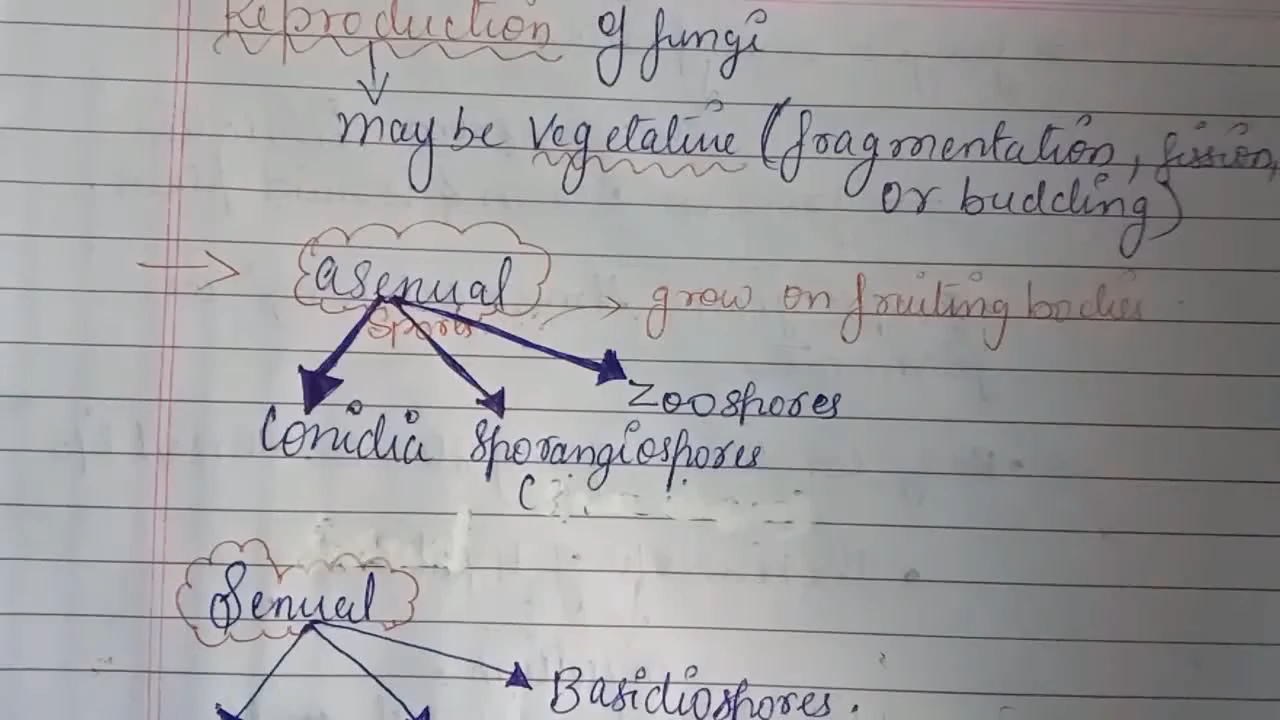 Reproduction of fungi
may be vegetative (fragmentation, fission,
or budding)
asexual → grow on fruiting bodies
spores
Zoospores
Conidia Sporangiospores
(
Sexual
Basidiospores.